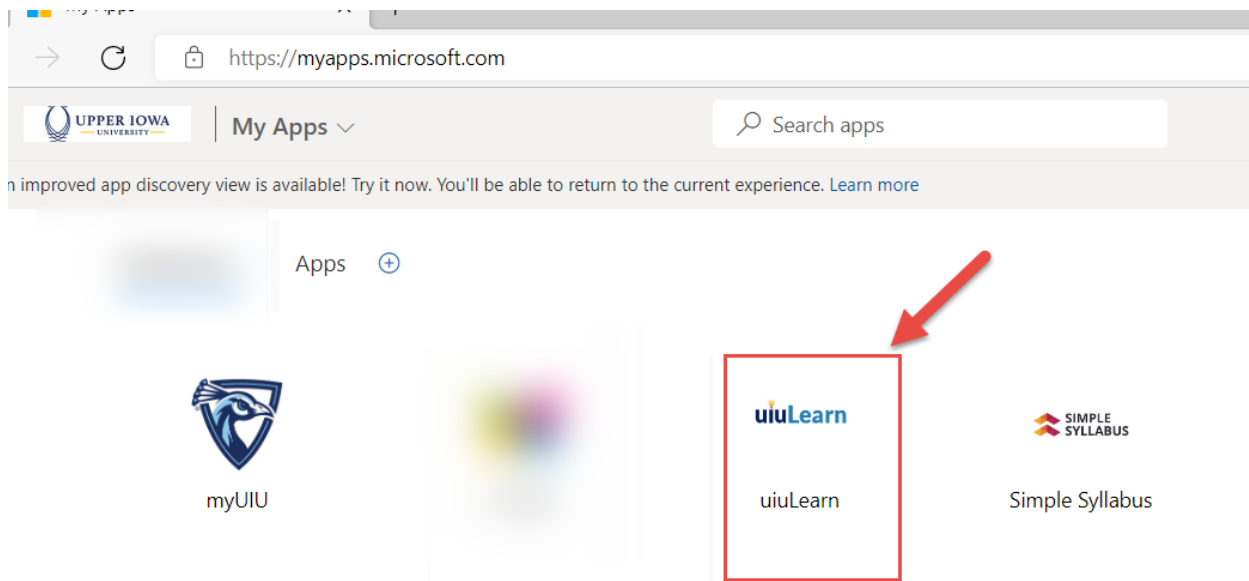 https://myapps.microsoft.com
UPPER IOWA
UNIVERSITY
My Apps
Search apps
n improved app discovery view is available! Try it now. You'll be able to return to the current experience. Learn more
Apps
uiuLearn
SIMPLE
SYLLABUS
myUIU
uiuLearn
Simple Syllabus